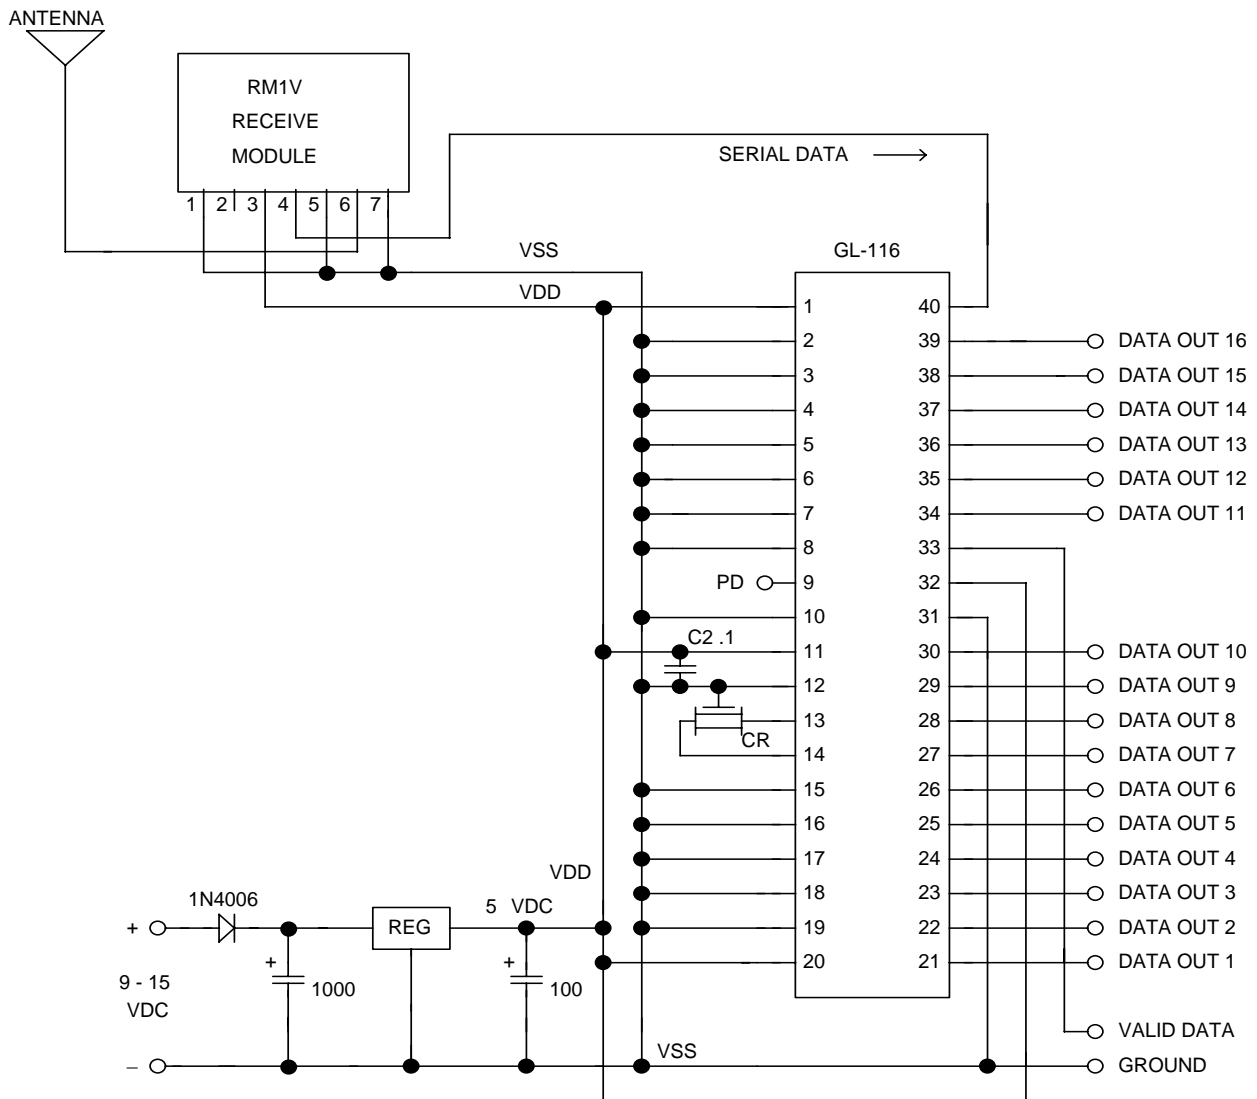 ANTENNA
RM1V
RECEIVE
MODULE
1 2 3 4 5 6 7
SERIAL DATA
VSS
VDD
GL-116
1 40
2 39 DATA OUT 16
3 38 DATA OUT 15
4 37 DATA OUT 14
5 36 DATA OUT 13
6 35 DATA OUT 12
7 34 DATA OUT 11
8 33
PD 9 32
10 31
C2 .1
11 30 DATA OUT 10
12 29 DATA OUT 9
13 28 DATA OUT 8
CR
14 27 DATA OUT 7
15 26 DATA OUT 6
16 25 DATA OUT 5
17 24 DATA OUT 4
VDD
18 23 DATA OUT 3
1N4006
5 VDC
+ REG 19 22 DATA OUT 2
+ + 20 21 DATA OUT 1
9 - 15
VDC
1000 100
VALID DATA
VSS
– GROUND